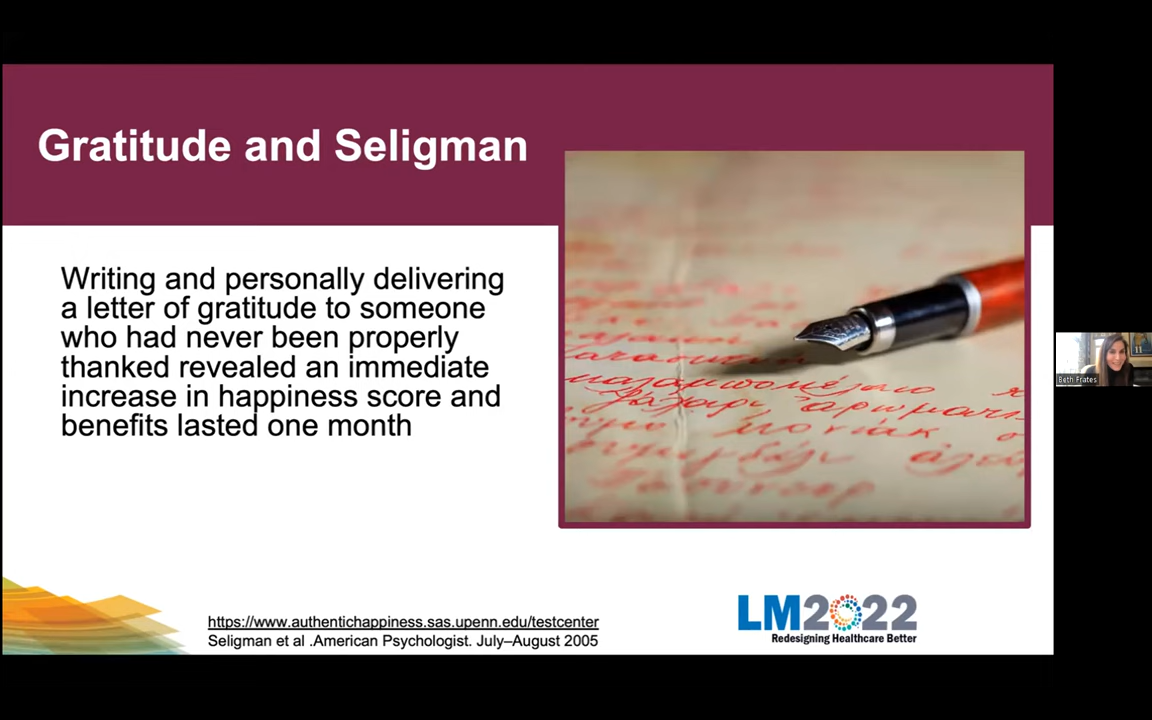 Gratitude and Seligman
Writing and personally delivering
a letter of gratitude to someone
who had never been properly
thanked revealed an immediate
increase in happiness score and
benefits lasted one month
https://www.authentichappiness.sas.upenn.edu/testcenter
Seligman et al .American Psychologist. July–August 2005
LM2022
Redesigning Healthcare Better
Beth Frates